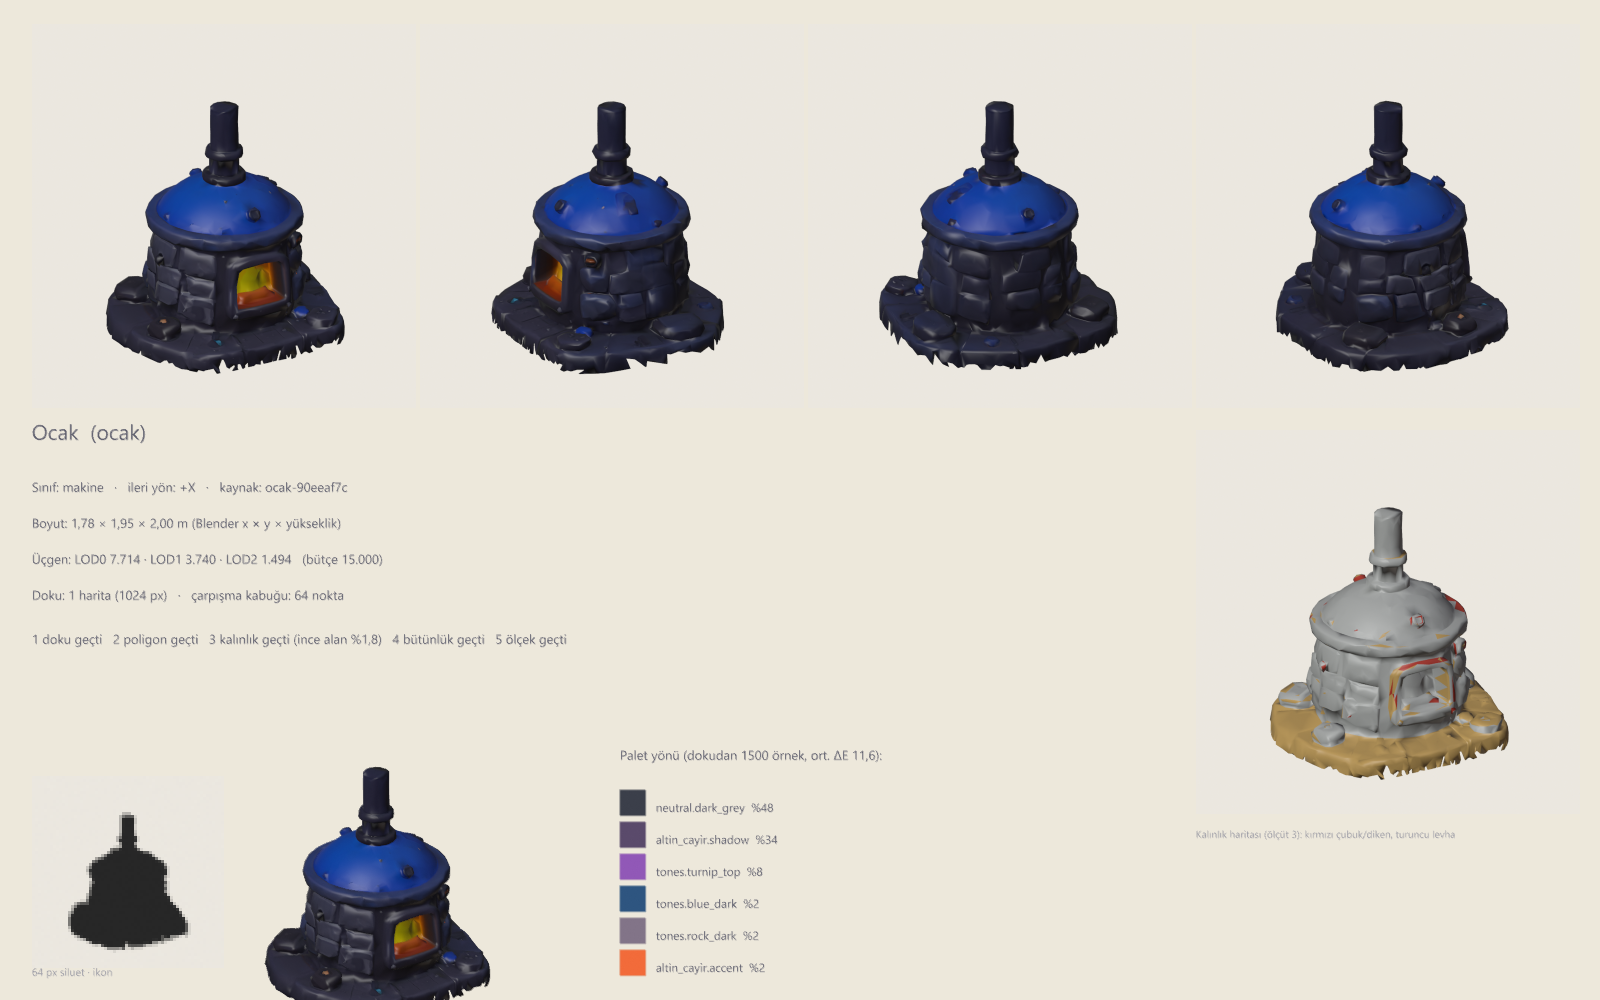 Ocak (ocak)
Sınıf: makine · ileri yön: +X · kaynak: ocak-90eeaf7c
Boyut: 1,78 × 1,95 × 2,00 m (Blender x × y × yükseklik)
Üçgen: LOD0 7.714 · LOD1 3.740 · LOD2 1.494 (bütçe 15.000)
Doku: 1 harita (1024 px) · çarpışma kabuğu: 64 nokta
1 doku geçti 2 poligon geçti 3 kalınlık geçti (ince alan %1,8) 4 bütünlük geçti 5 ölçek geçti
Palet yönü (dokudan 1500 örnek, ort. ΔE 11,6):
neutral.dark_grey %48
altin_cayir.shadow %34
tones.turnip_top %8
tones.blue_dark %2
tones.rock_dark %2
altin_cayir.accent %2
Kalınlık haritası (ölçüt 3): kırmızı çubuk/diken, turuncu levha
64 px siluet · ikon